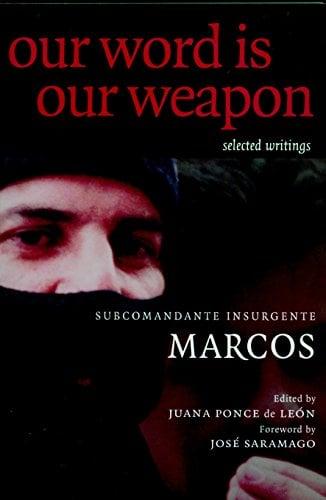 our word is
our weapon
selected writings
SUBCOMANDANTE INSURGENTE
MARCOS
Edited by
JUANA PONCE de LEÓN
Foreword by
JOSÉ SARAMAGO